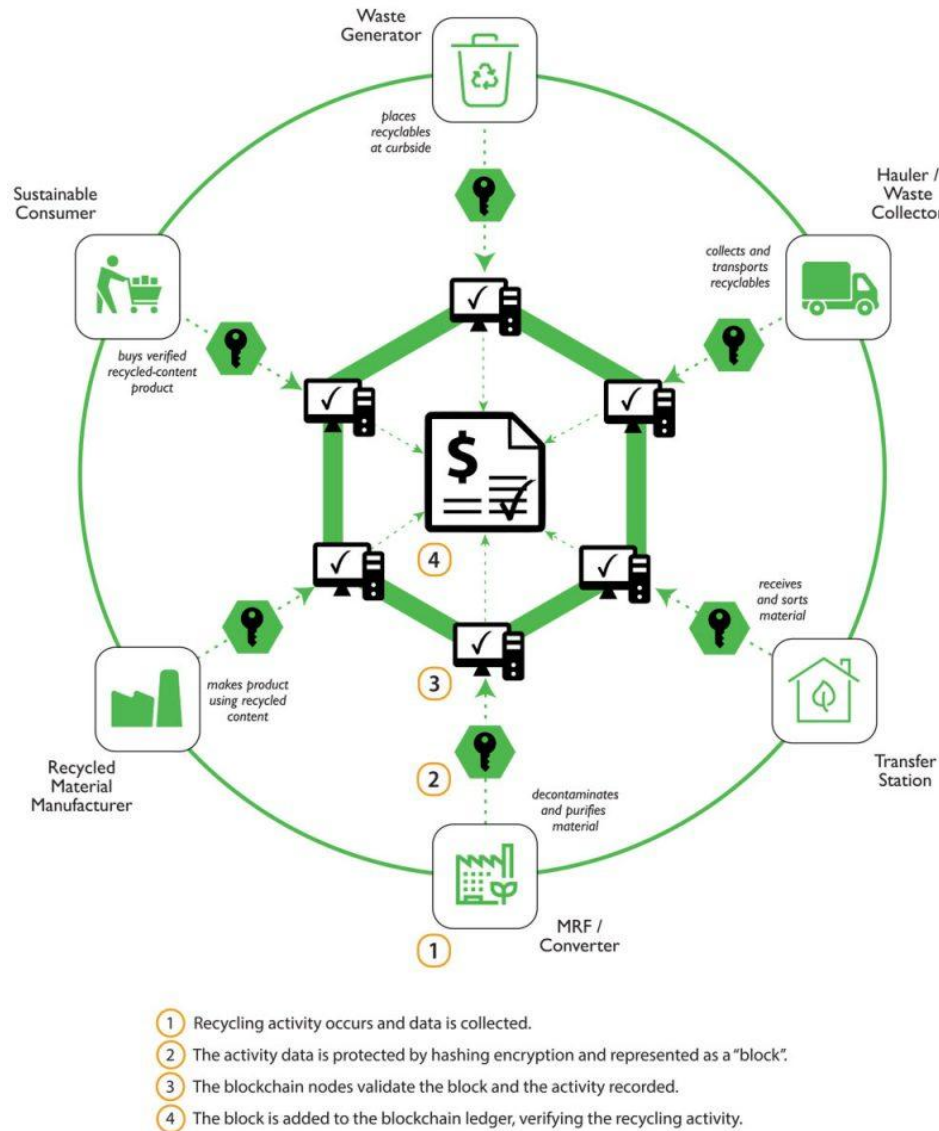 Waste
Generator
places
recyclables
at curbside
Hauler /
Waste
Collector
collects and
transports
recyclables
Sustainable
Consumer
buys verified
recycled-content
product
$
4
receives
and sorts
material
Transfer
Station
3
makes product
using recycled
content
Recycled
Material
Manufacturer
2
decontaminates
and purifies
material
MRF /
Converter
1
1 Recycling activity occurs and data is collected.
2 The activity data is protected by hashing encryption and represented as a “block”.
3 The blockchain nodes validate the block and the activity recorded.
4 The block is added to the blockchain ledger, verifying the recycling activity.